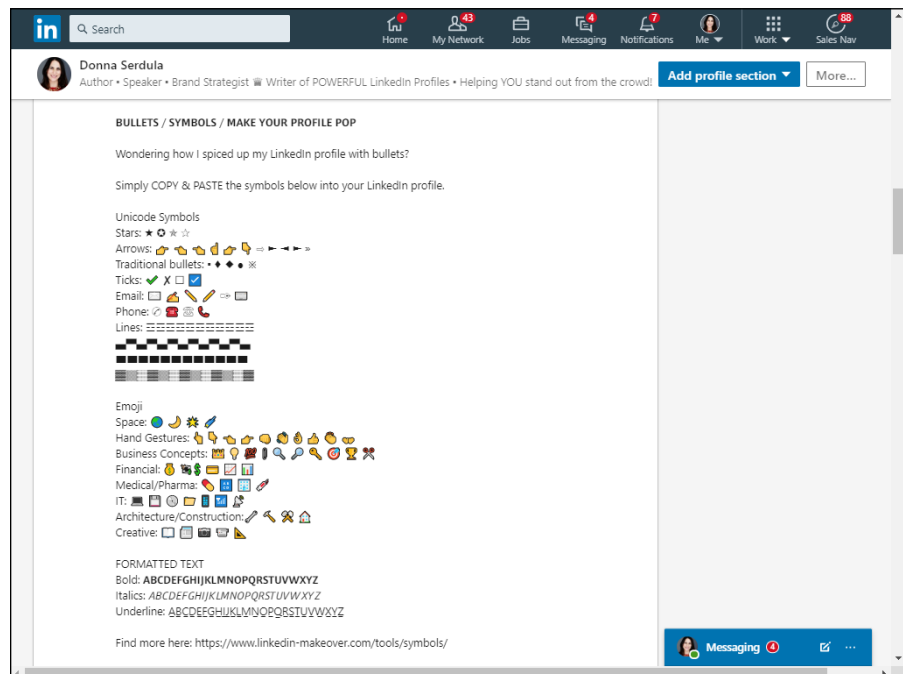 in
Search
43
4
7
88
Home
My Network
Jobs
Messaging
Notifications
Me
Work
Sales Nav
Donna Serdula
Author • Speaker • Brand Strategist ♕ Writer of POWERFUL LinkedIn Profiles • Helping YOU stand out from the crowd!
Add profile section
More...
BULLETS / SYMBOLS / MAKE YOUR PROFILE POP
Wondering how I spiced up my LinkedIn profile with bullets?
Simply COPY & PASTE the symbols below into your LinkedIn profile.
Unicode Symbols
Stars: ★ ✪ ✯ ☆
Arrows: 👉 👈 👈 ☝ 👉 👇 ⇨ ► ◄ ► »
Traditional bullets: • ♦ ◆ ● ※
Ticks: ✔ ✗ ☐ ☑
Email:
Phone:
Lines:
Emoji
Space:
Hand Gestures:
Business Concepts:
Financial:
Medical/Pharma:
IT:
Architecture/Construction:
Creative:
FORMATTED TEXT
Bold: ABCDEFGHIJKLMNOPQRSTUVWXYZ
Italics: ABCDEFGHIJKLMNOPQRSTUVWXYZ
Underline: ABCDEFGHIJKLMNOPQRSTUVWXYZ
Find more here: https://www.linkedin-makeover.com/tools/symbols/
Messaging 4